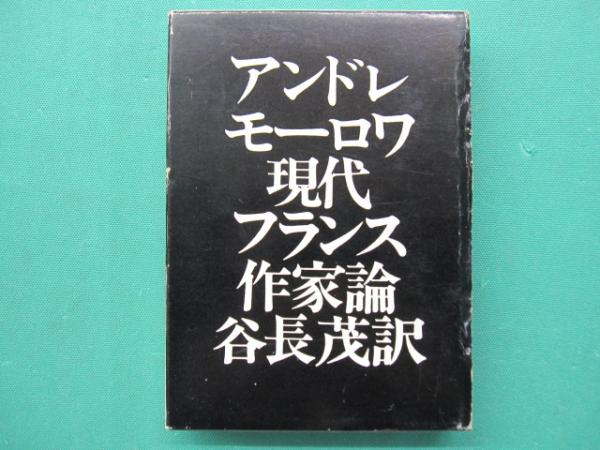 アンドレ
モーロワ
現代
フランス
作家論
谷長茂訳